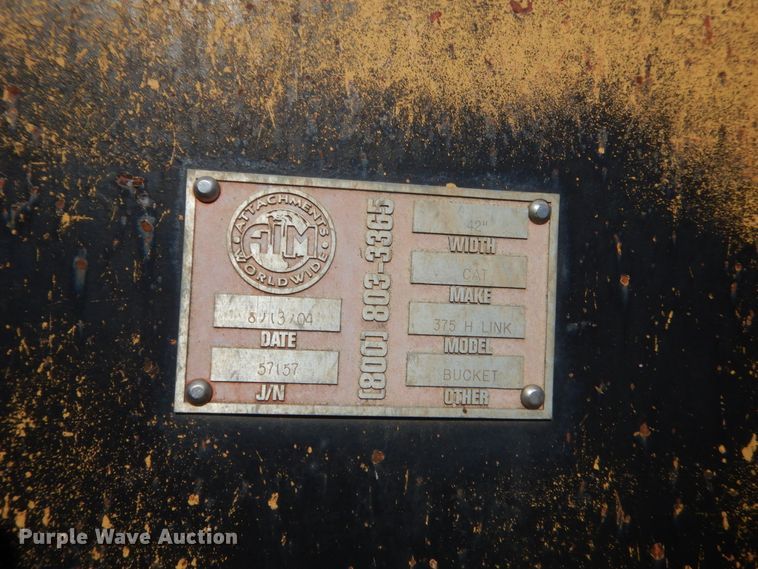 ATTACHMENTS
AIM
WORLDWIDE
8/13/04
DATE
57157
J/N
(800) 803-3365
42"
WIDTH
CAT
MAKE
375 H LINK
MODEL
BUCKET
OTHER
Purple Wave Auction